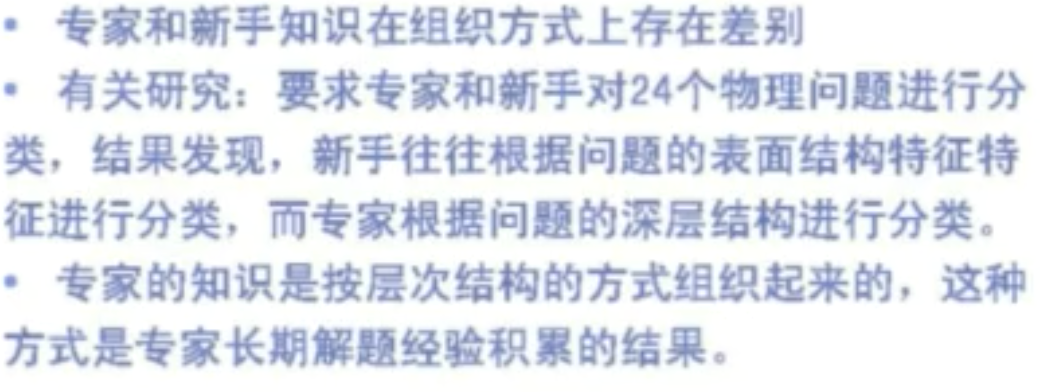 • 专家和新手知识在组织方式上存在差别
• 有关研究：要求专家和新手对24个物理问题进行分
类，结果发现，新手往往根据问题的表面结构特征特
征进行分类，而专家根据问题的深层结构进行分类。
• 专家的知识是按层次结构的方式组织起来的，这种
方式是专家长期解题经验积累的结果。